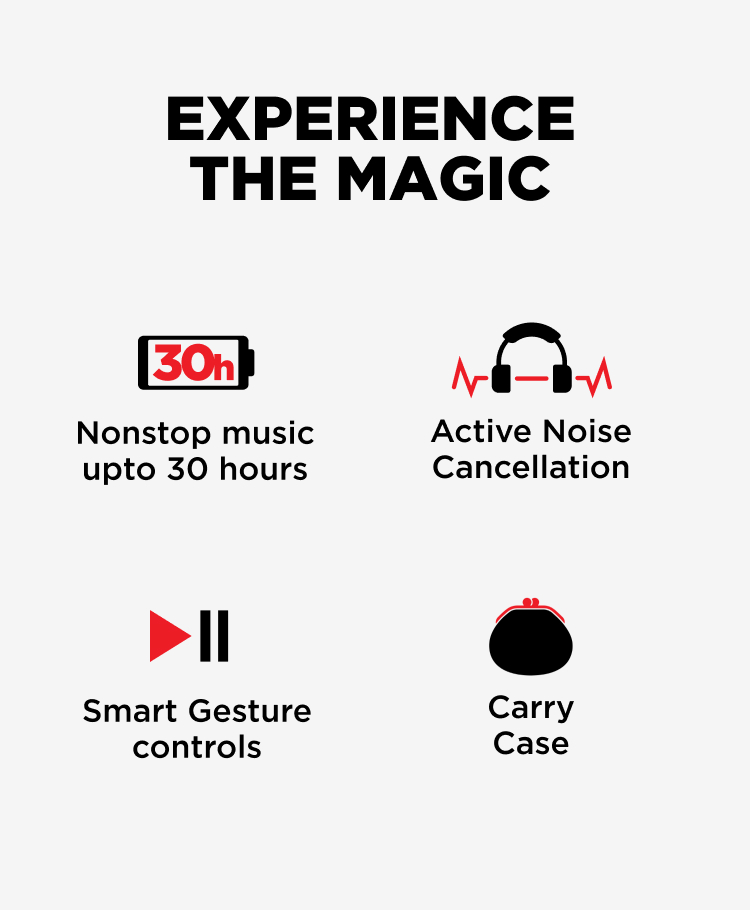 EXPERIENCE
THE MAGIC
30h
Nonstop music
upto 30 hours
Active Noise
Cancellation
Smart Gesture
controls
Carry
Case